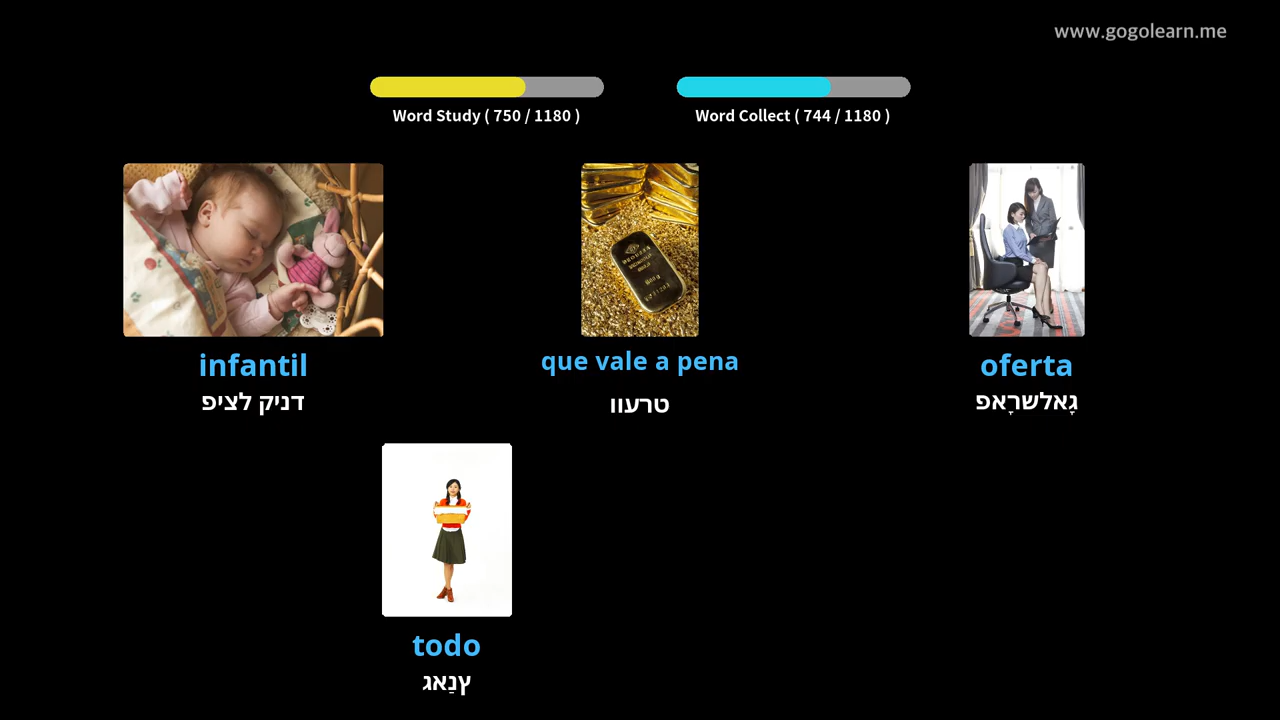 www.gogolearn.me
Word Study ( 750 / 1180 )
Word Collect ( 744 / 1180 )
infantil
דניק לציפ
que vale a pena
טרעוו
oferta
גָאלשרָאפ
todo
ץנַאג